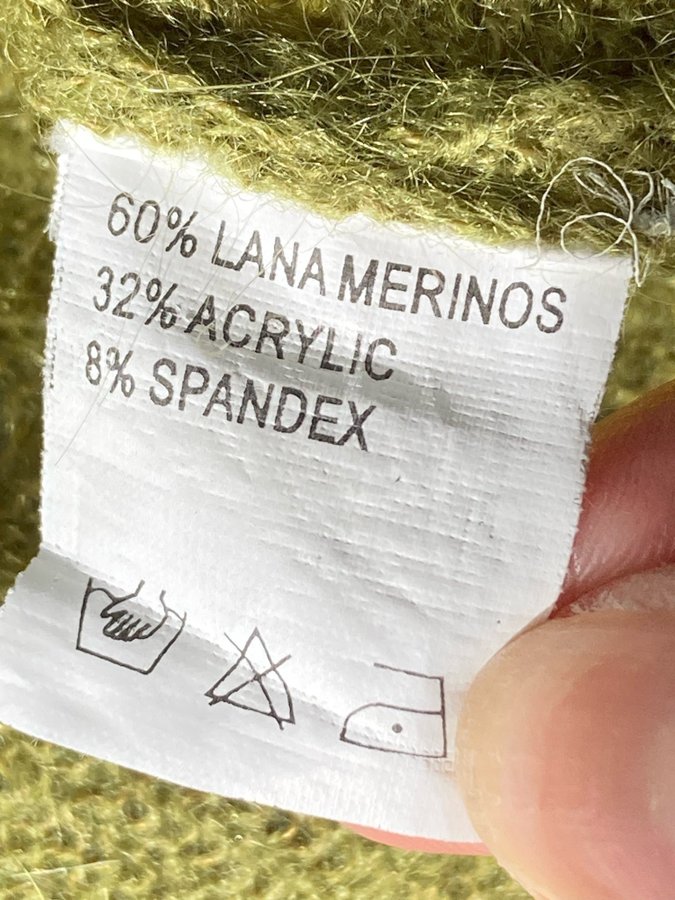 60% LANA MERINOS
32% ACRYLIC
8% SPANDEX